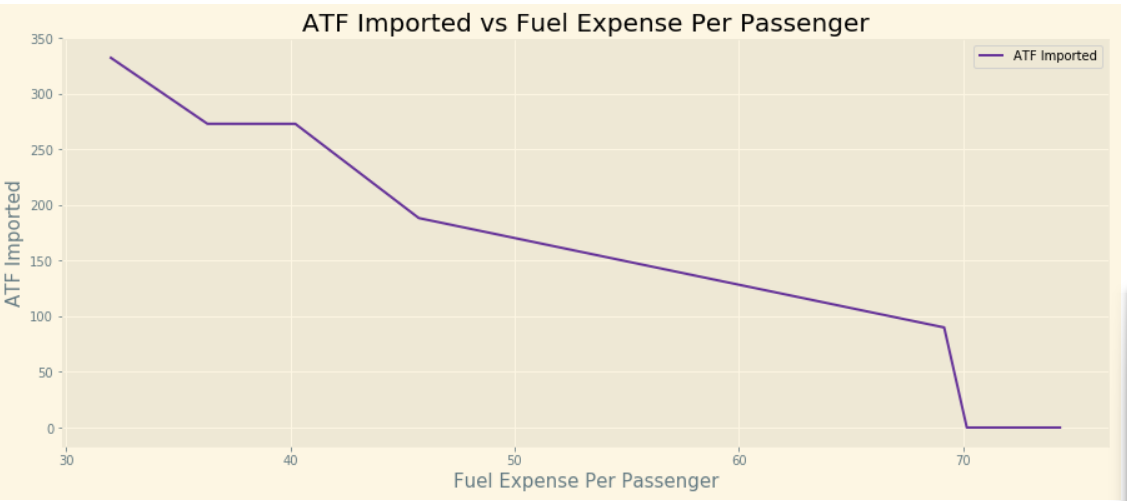 ATF Imported vs Fuel Expense Per Passenger
ATF Imported
350
300
250
200
150
100
50
0
ATF Imported
30 40 50 60 70
Fuel Expense Per Passenger